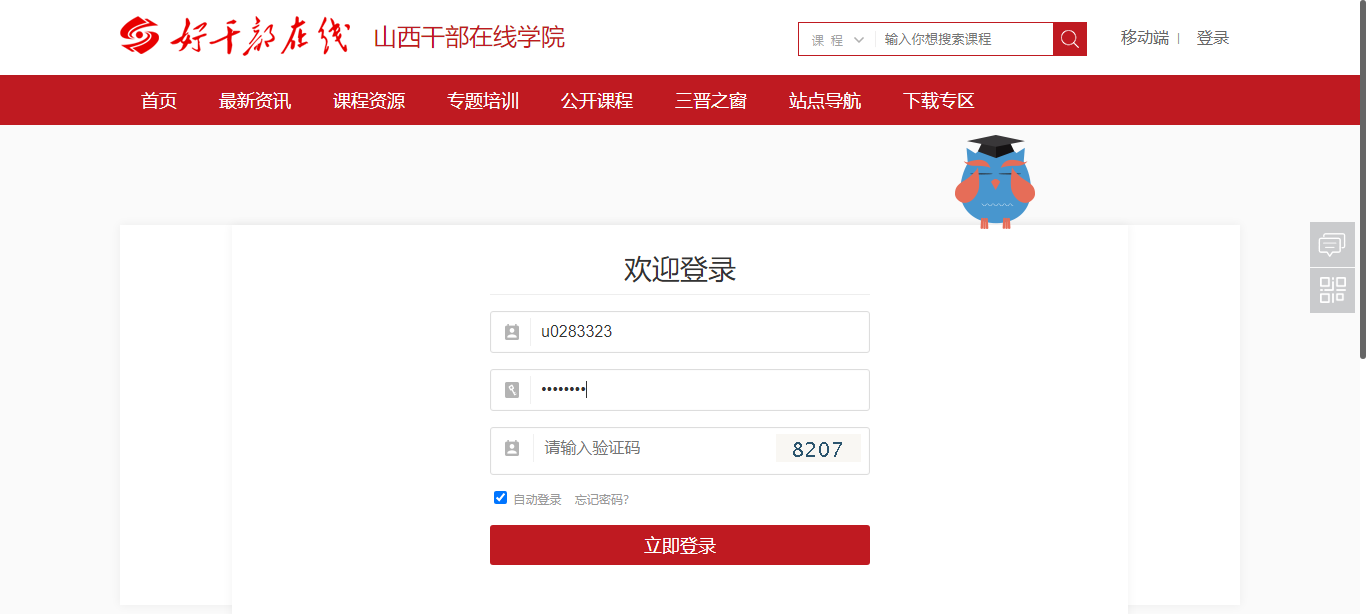 好干部在线 山西干部在线学院
课 程 输入你想搜索课程
移动端 | 登录
首页 最新资讯 课程资源 专题培训 公开课程 三晋之窗 站点导航 下载专区
欢迎登录
u0283323
••••••••
请输入验证码 8207
自动登录 忘记密码?
立即登录